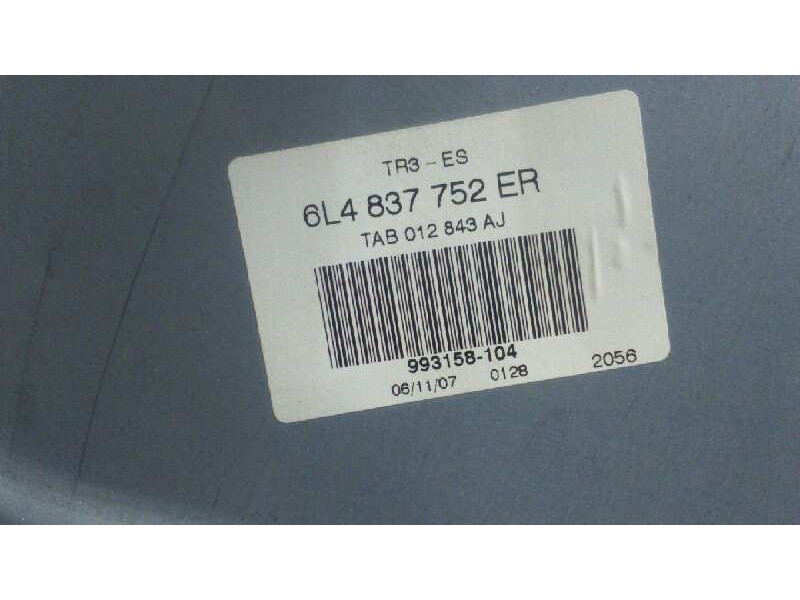 TR3-ES
6L4 837 752 ER
TAB 012 843 AJ
993158-104
06/11/07 0128 2056